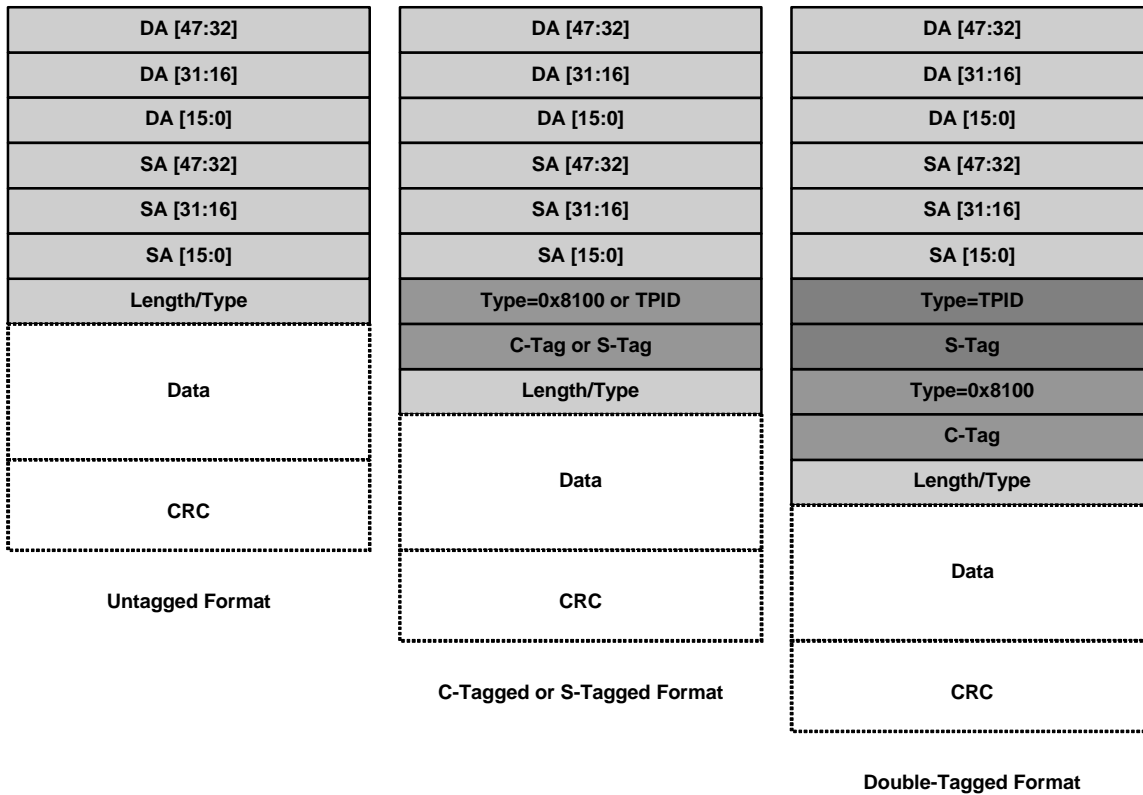 DA [47:32]
DA [31:16]
DA [15:0]
SA [47:32]
SA [31:16]
SA [15:0]
Length/Type
Data
CRC
Untagged Format
DA [47:32]
DA [31:16]
DA [15:0]
SA [47:32]
SA [31:16]
SA [15:0]
Type=0x8100 or TPID
C-Tag or S-Tag
Length/Type
Data
CRC
C-Tagged or S-Tagged Format
DA [47:32]
DA [31:16]
DA [15:0]
SA [47:32]
SA [31:16]
SA [15:0]
Type=TPID
S-Tag
Type=0x8100
C-Tag
Length/Type
Data
CRC
Double-Tagged Format